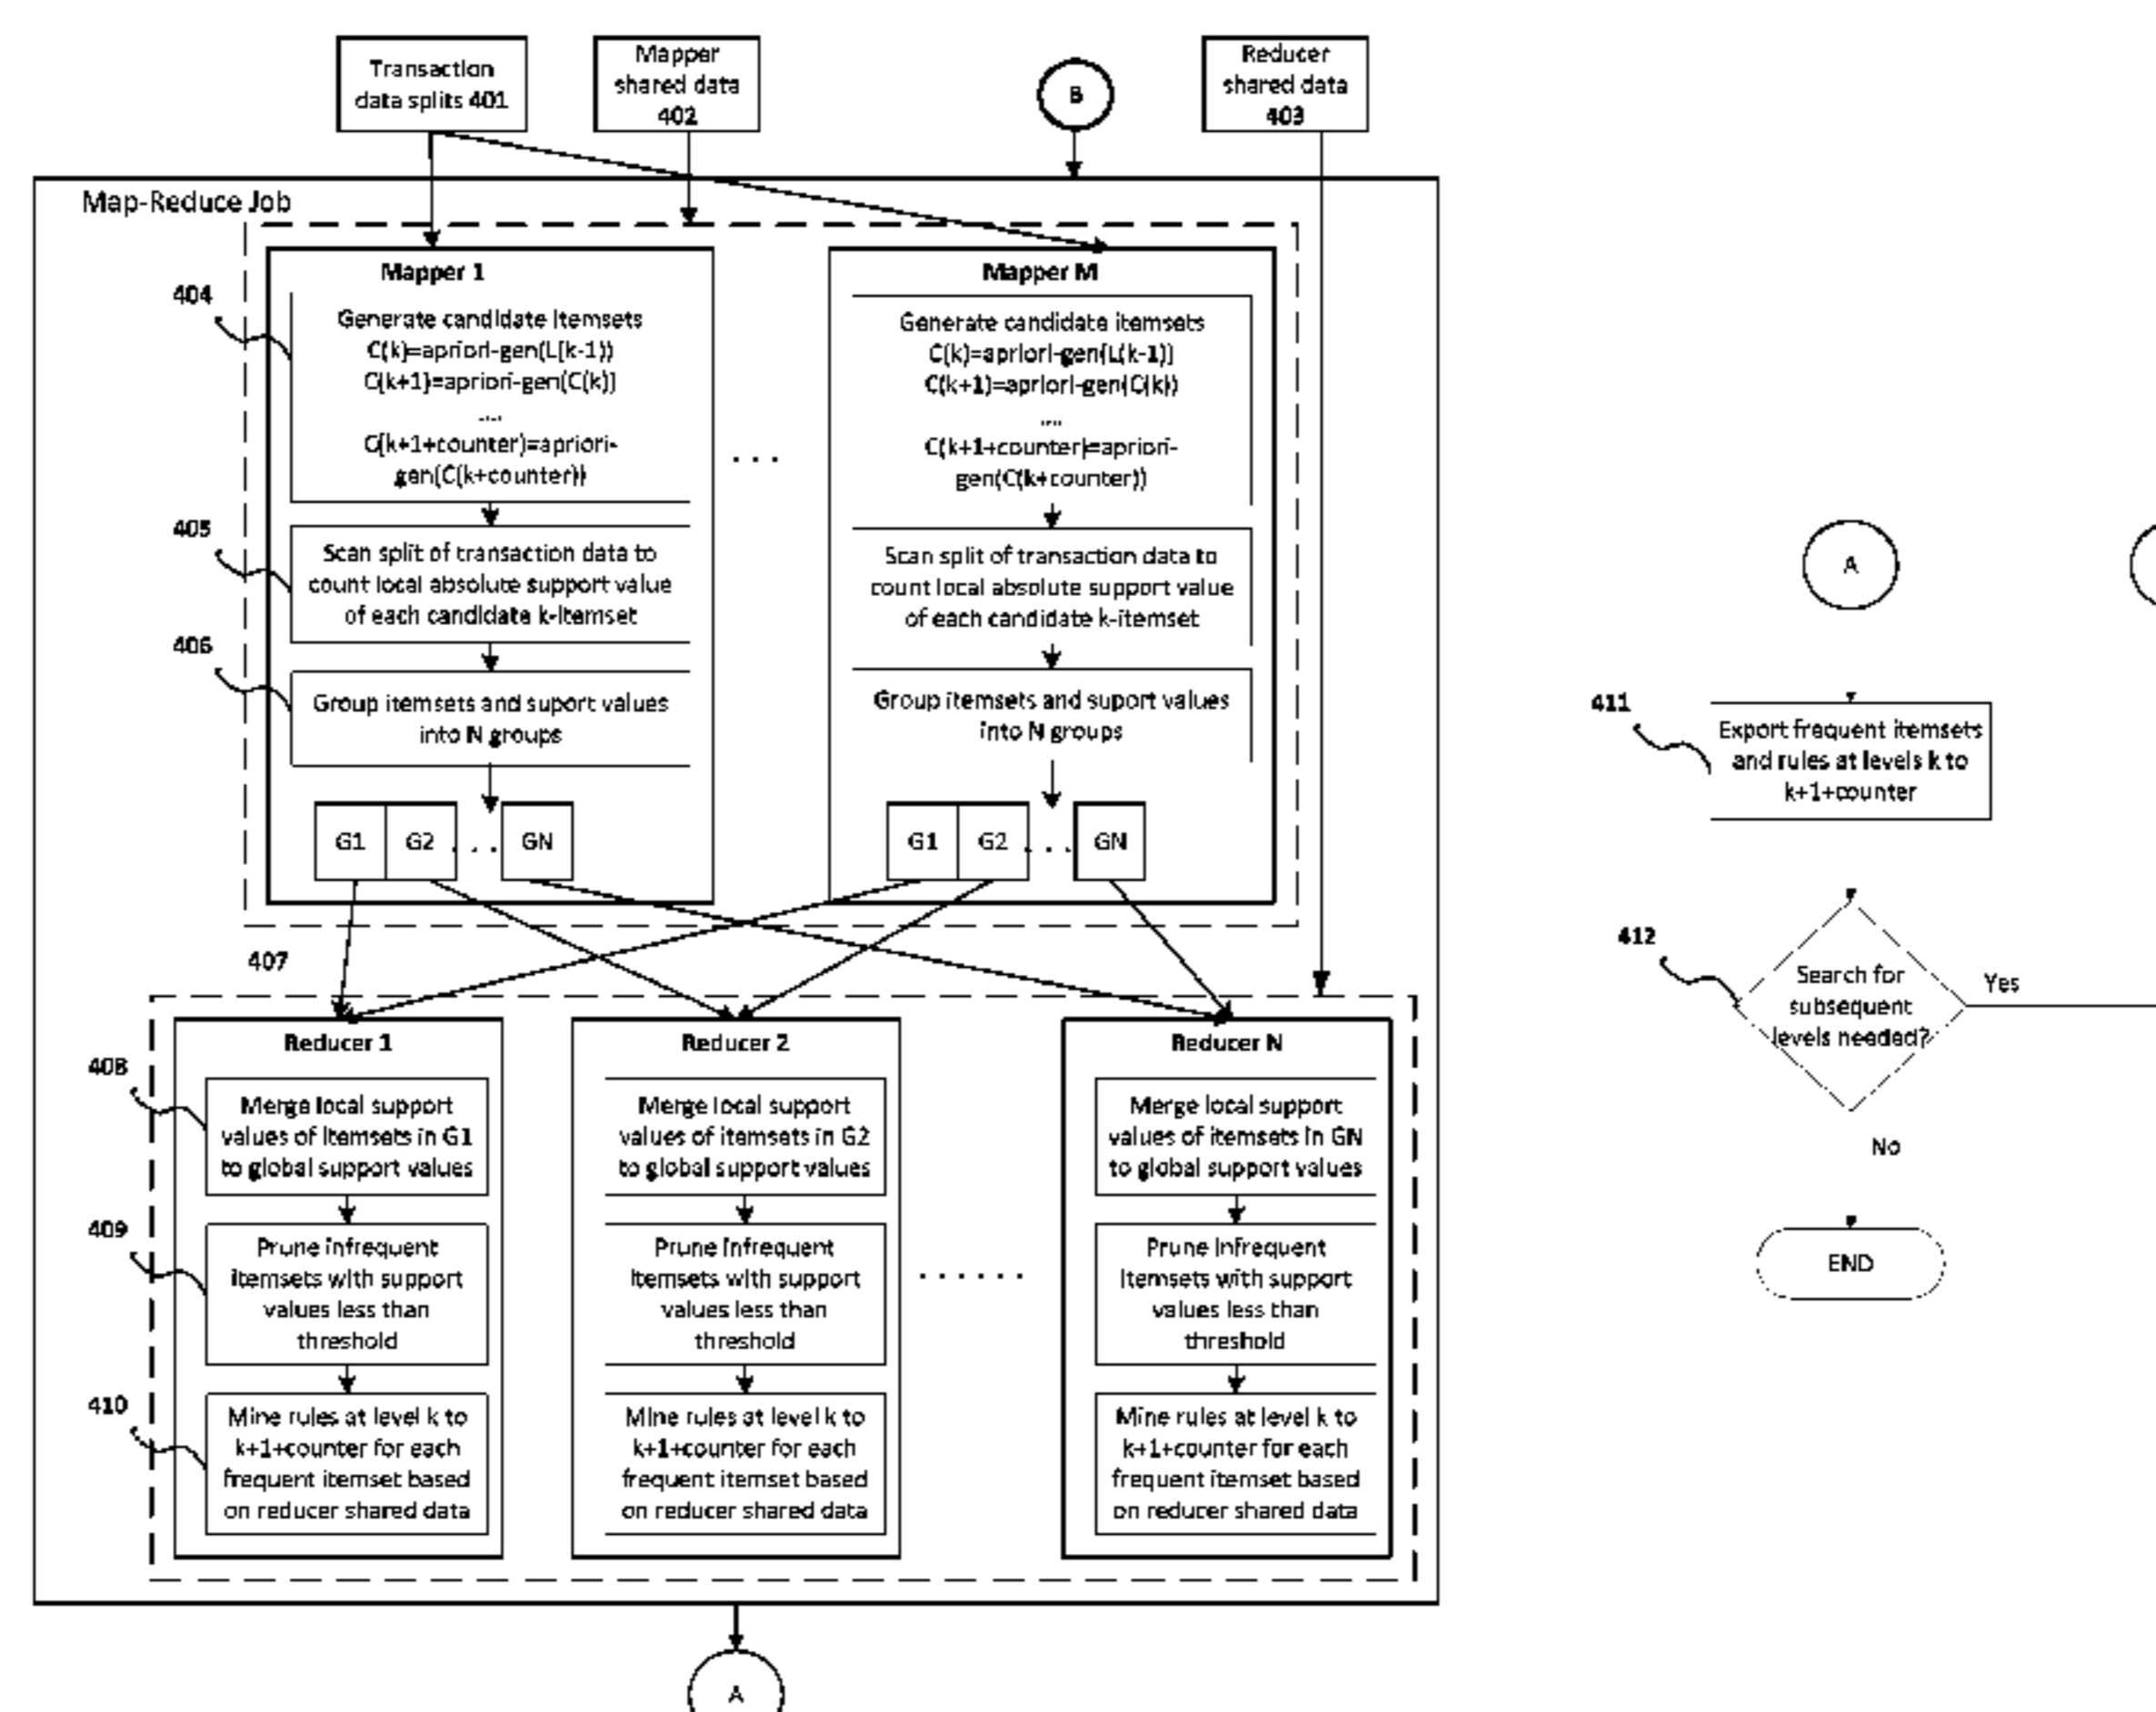 Transaction
data splits 401
Mapper
shared data
402
B
Reducer
shared data
403
Map-Reduce Job
Mapper 1
404
Generate candidate itemsets
C(k)=apriori-gen(L(k-1))
C(k+1)=apriori-gen(C(k))
....
C(k+1+counter)=apriori-
gen(C(k+counter))
405
Scan split of transaction data to
count local absolute support value
of each candidate k-itemset
406
Group itemsets and suport values
into N groups
G1
G2
. . .
GN
. . .
Mapper M
Generate candidate itemsets
C(k)=apriori-gen(L(k-1))
C(k+1)=apriori-gen(C(k))
....
C(k+1+counter)=apriori-
gen(C(k+counter))
Scan split of transaction data to
count local absolute support value
of each candidate k-itemset
Group itemsets and suport values
into N groups
G1
G2
. . .
GN
407
Reducer 1
408
Merge local support
values of itemsets in G1
to global support values
409
Prune infrequent
itemsets with support
values less than
threshold
410
Mine rules at level k to
k+1+counter for each
frequent itemset based
on reducer shared data
Reducer 2
Merge local support
values of itemsets in G2
to global support values
Prune infrequent
itemsets with support
values less than
threshold
Mine rules at level k to
k+1+counter for each
frequent itemset based
on reducer shared data
. . . . . .
Reducer N
Merge local support
values of itemsets in GN
to global support values
Prune infrequent
itemsets with support
values less than
threshold
Mine rules at level k to
k+1+counter for each
frequent itemset based
on reducer shared data
A
A
411
Export frequent itemsets
and rules at levels k to
k+1+counter
412
Search for
subsequent
levels needed?
Yes
No
END